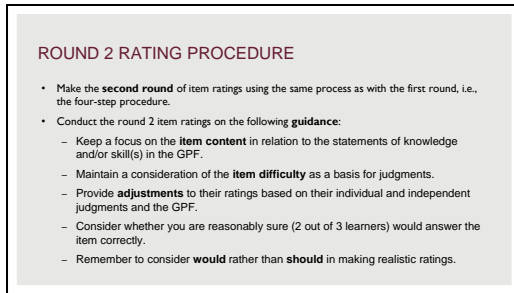 ROUND 2 RATING PROCEDURE
• Make the second round of item ratings using the same process as with the first round, i.e.,
the four-step procedure.
• Conduct the round 2 item ratings on the following guidance:
– Keep a focus on the item content in relation to the statements of knowledge
and/or skill(s) in the GPF.
– Maintain a consideration of the item difficulty as a basis for judgments.
– Provide adjustments to their ratings based on their individual and independent
judgments and the GPF.
– Consider whether you are reasonably sure (2 out of 3 learners) would answer the
item correctly.
– Remember to consider would rather than should in making realistic ratings.